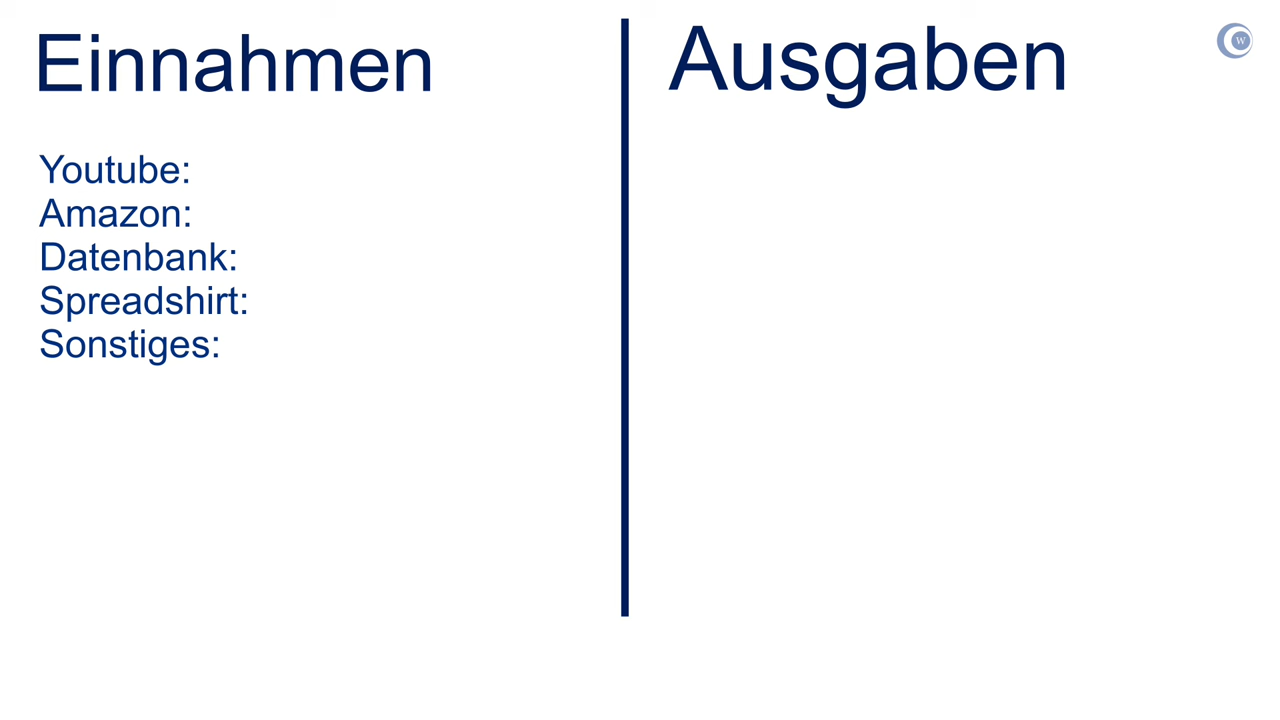 Einnahmen
Youtube:
Amazon:
Datenbank:
Spreadshirt:
Sonstiges:
Ausgaben
W